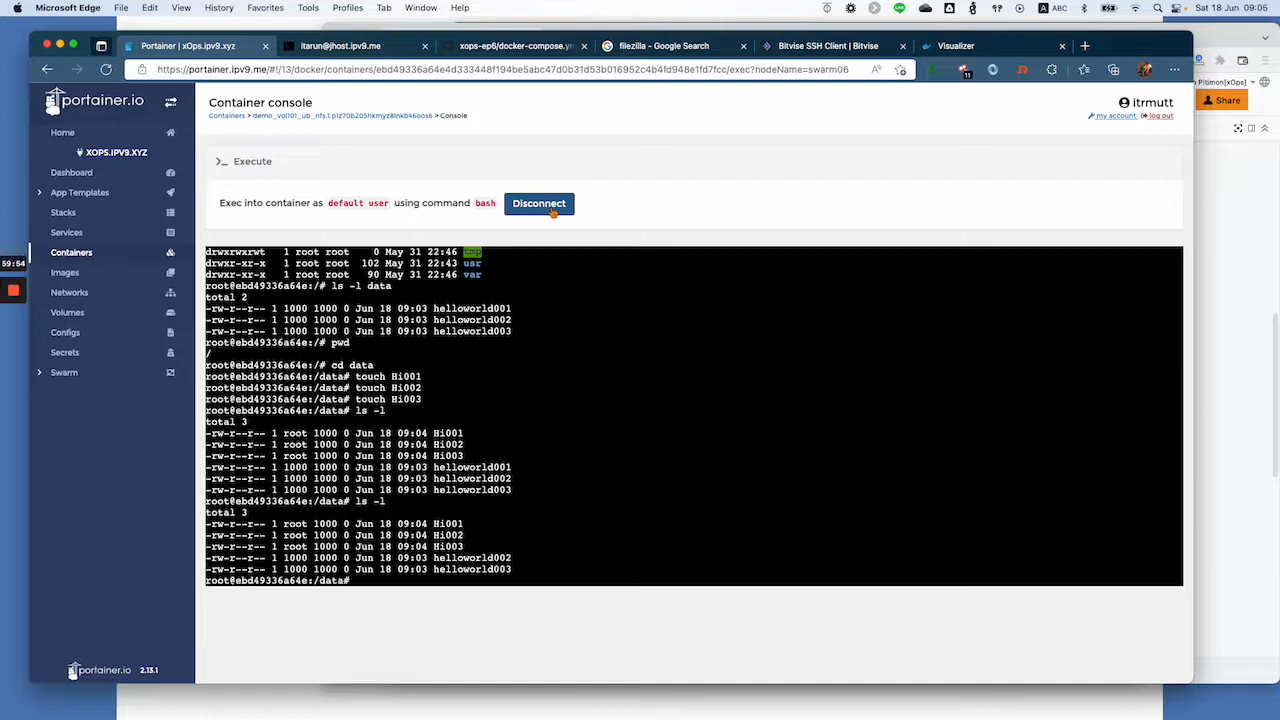 Microsoft Edge File Edit View History Favorites Tools Profiles Tab Window Help ABC Sat 18 Jun 09:05
Portainer | xOps.ipv9.xyz
itarun@jhost.ipv9.me
xops-ep6/docker-compose.yml
filezilla - Google Search
Bitvise SSH Client | Bitvise
Visualizer
https://portainer.ipv9.me/#!/13/docker/containers/ebd49336a64e4d333448f194be5abc47d0b31d53b016952c4b4fd948e1fd7fcc/exec?nodeName=swarm06
11
Pitimon[xOps]
Share
portainer.io
Home
XOPS.IPV9.XYZ
Dashboard
App Templates
Stacks
Services
Containers
Images
Networks
Volumes
Configs
Secrets
Swarm
portainer.io 2.13.1
59:54
Container console
itrmutt
my account log out
Execute
Exec into container as default user using command bash Disconnect
drwxrwxrwt 1 root root 0 May 31 22:46 tmp
drwxr-xr-x 1 root root 102 May 31 22:43 usr
drwxr-xr-x 1 root root 90 May 31 22:46 var
root@ebd49336a64e:/# ls -l data
total 2
-rw-r--r-- 1 1000 1000 0 Jun 18 09:03 helloworld001
-rw-r--r-- 1 1000 1000 0 Jun 18 09:03 helloworld002
-rw-r--r-- 1 1000 1000 0 Jun 18 09:03 helloworld003
root@ebd49336a64e:/# pwd
/
root@ebd49336a64e:/# cd data
root@ebd49336a64e:/data# touch Hi001
root@ebd49336a64e:/data# touch Hi002
root@ebd49336a64e:/data# touch Hi003
root@ebd49336a64e:/data# ls -l
total 3
-rw-r--r-- 1 root 1000 0 Jun 18 09:04 Hi001
-rw-r--r-- 1 root 1000 0 Jun 18 09:04 Hi002
-rw-r--r-- 1 root 1000 0 Jun 18 09:04 Hi003
-rw-r--r-- 1 1000 1000 0 Jun 18 09:03 helloworld001
-rw-r--r-- 1 1000 1000 0 Jun 18 09:03 helloworld002
-rw-r--r-- 1 1000 1000 0 Jun 18 09:03 helloworld003
root@ebd49336a64e:/data# ls -l
total 3
-rw-r--r-- 1 root 1000 0 Jun 18 09:04 Hi001
-rw-r--r-- 1 root 1000 0 Jun 18 09:04 Hi002
-rw-r--r-- 1 root 1000 0 Jun 18 09:04 Hi003
-rw-r--r-- 1 1000 1000 0 Jun 18 09:03 helloworld002
-rw-r--r-- 1 1000 1000 0 Jun 18 09:03 helloworld003
root@ebd49336a64e:/data#